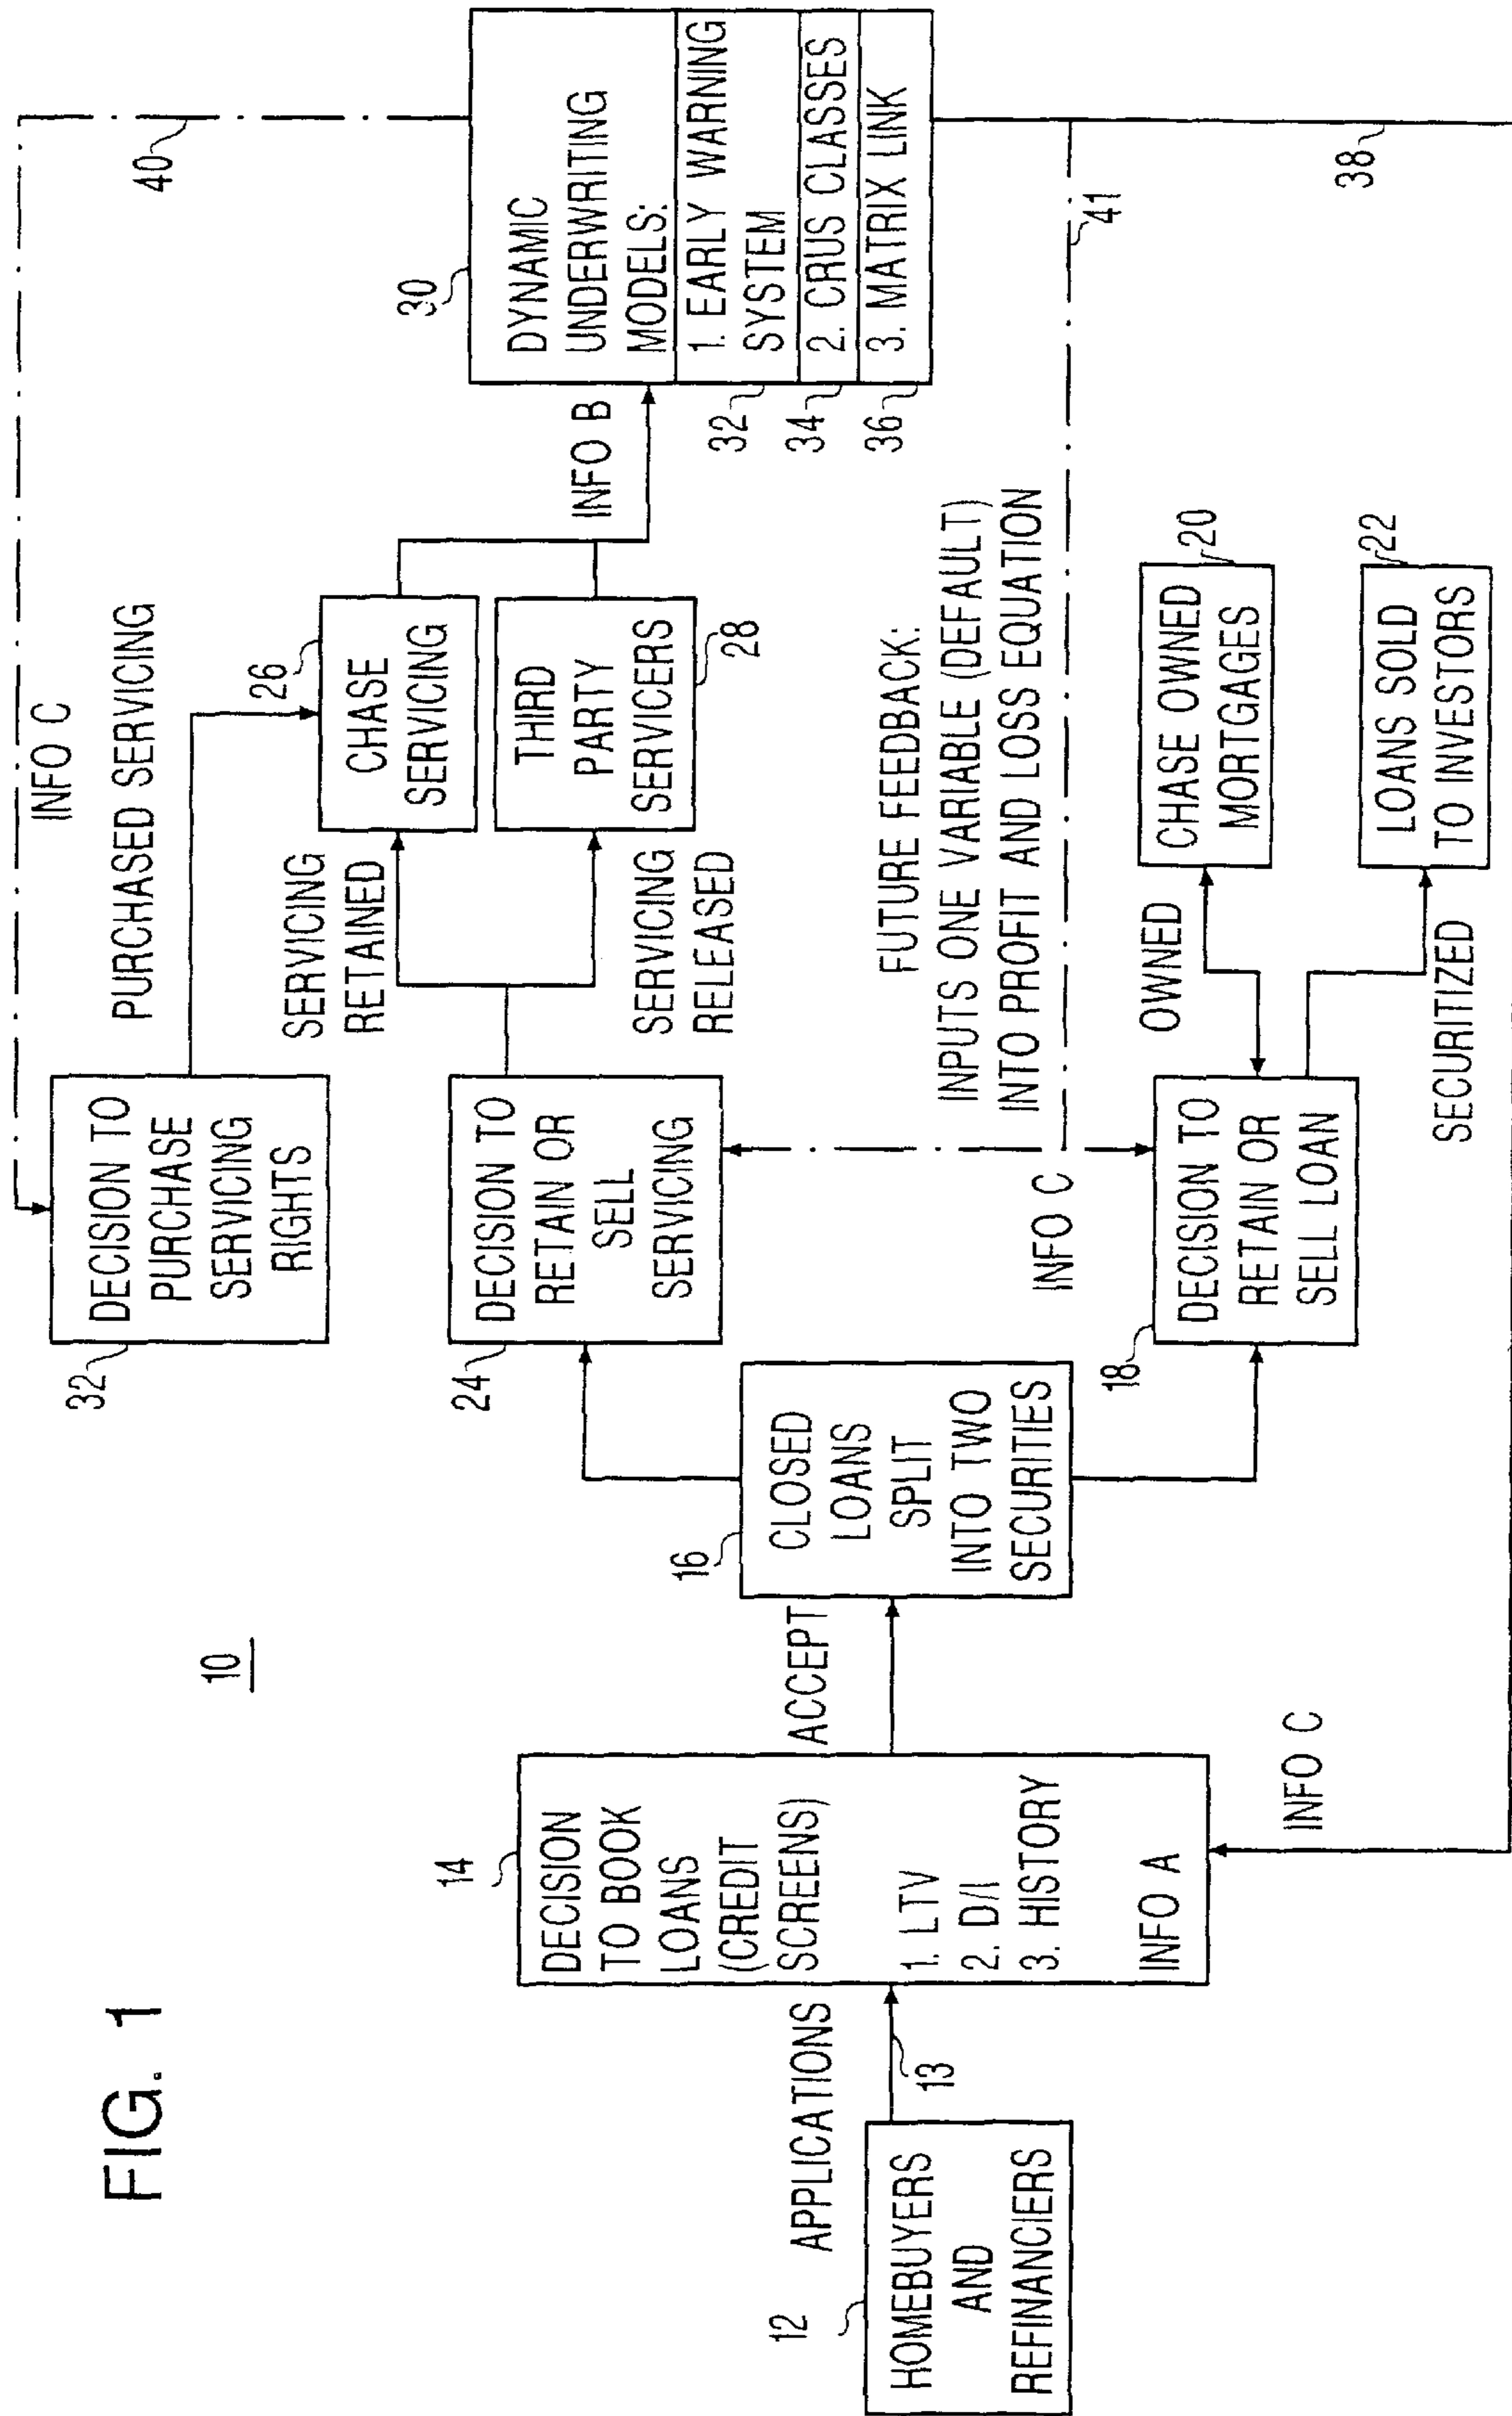 FIG. 1
10
12
HOMEBUYERS
AND
REFINANCIERS
APPLICATIONS
13
14
DECISION
TO BOOK
LOANS
(CREDIT
SCREENS)
1. LTV
2. D/I
3. HISTORY
INFO A
INFO C
ACCEPT
16
CLOSED
LOANS
SPLIT
INTO TWO
SECURITIES
32
DECISION TO
PURCHASE
SERVICING
RIGHTS
INFO C
PURCHASED SERVICING
24
DECISION TO
RETAIN OR
SELL
SERVICING
SERVICING
RETAINED
SERVICING
RELEASED
INFO C
18
DECISION TO
RETAIN OR
SELL LOAN
OWNED
SECURITIZED
26
CHASE
SERVICING
THIRD
PARTY
SERVICERS
28
FUTURE FEEDBACK:
INPUTS ONE VARIABLE (DEFAULT)
INTO PROFIT AND LOSS EQUATION
CHASE OWNED
MORTGAGES
20
LOANS SOLD
TO INVESTORS
22
INFO B
40
30
DYNAMIC
UNDERWRITING
MODELS:
1. EARLY WARNING
SYSTEM
2. CRUS CLASSES
3. MATRIX LINK
32
34
36
41
38